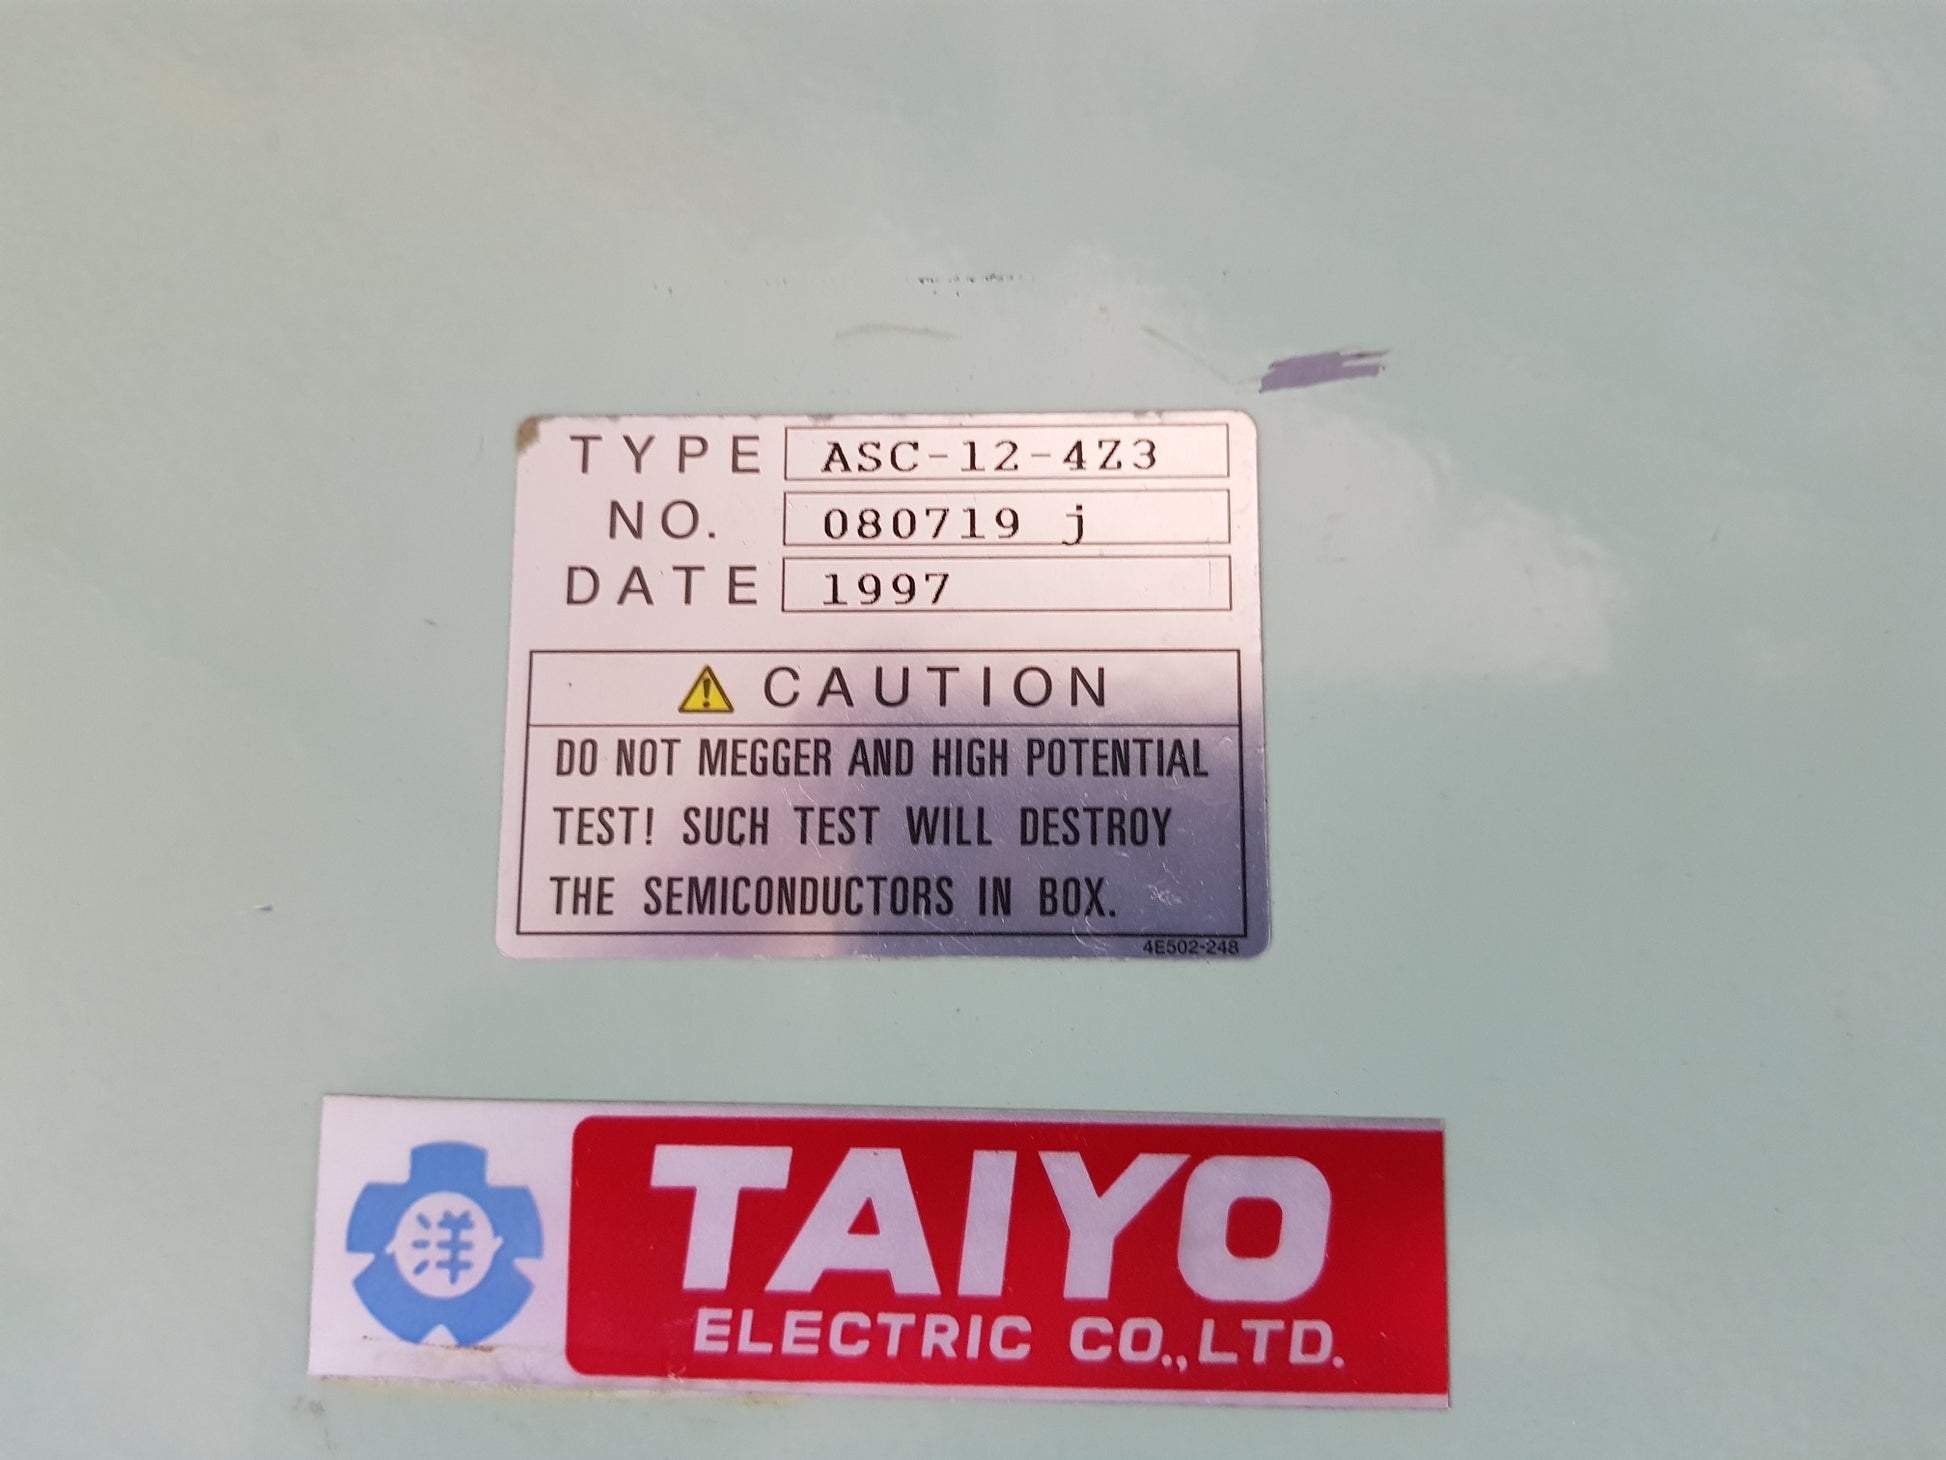 TYPE ASC-12-4Z3
NO. 080719 j
DATE 1997
CAUTION
DO NOT MEGGER AND HIGH POTENTIAL
TEST! SUCH TEST WILL DESTROY
THE SEMICONDUCTORS IN BOX.
4E502-248
洋
TAIYO
ELECTRIC CO., LTD.